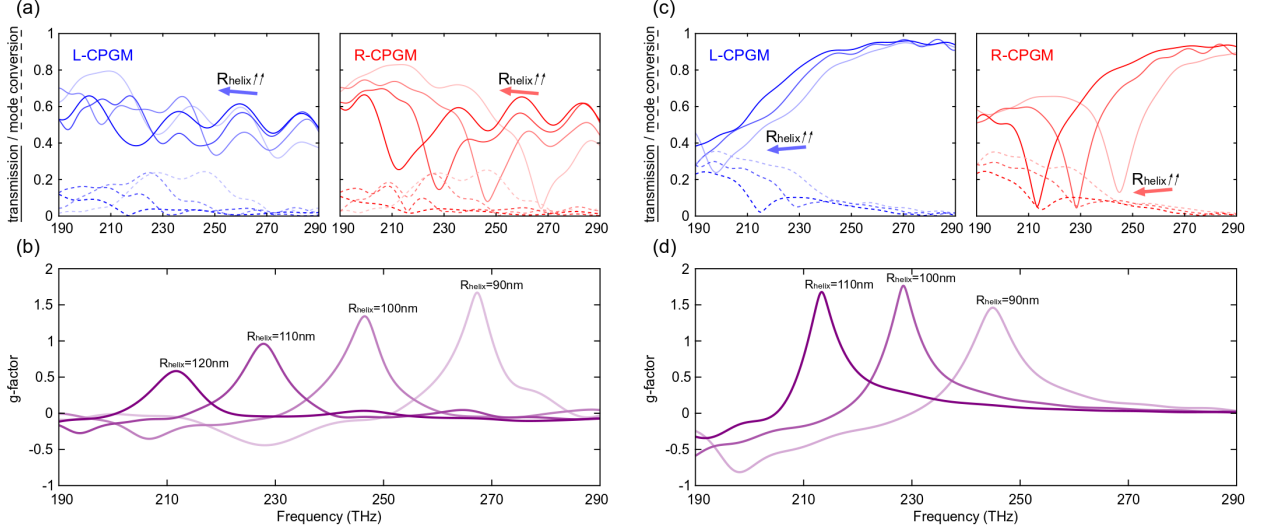 (a)
L-CPGM
R-CPGM
Rhelix↑↑
Rhelix↑↑
transmission / mode conversion
1
0.8
0.6
0.4
0.2
0
190 210 230 250 270 290
190 210 230 250 270 290
(b)
Rhelix=120nm
Rhelix=110nm
Rhelix=100nm
Rhelix=90nm
g-factor
2
1.5
1
0.5
0
-0.5
-1
190 210 230 250 270 290
Frequency (THz)
(c)
L-CPGM
R-CPGM
Rhelix↑↑
Rhelix↑↑
transmission / mode conversion
1
0.8
0.6
0.4
0.2
0
190 210 230 250 270 290
190 210 230 250 270 290
(d)
Rhelix=110nm
Rhelix=100nm
Rhelix=90nm
g-factor
2
1.5
1
0.5
0
-0.5
-1
190 210 230 250 270 290
Frequency (THz)